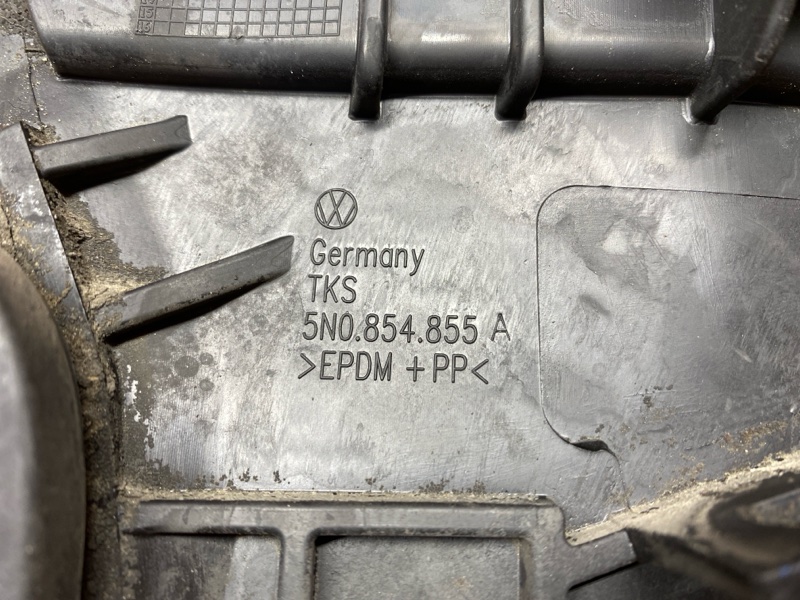 Germany
TKS
5N0.854.855 A
>EPDM +PP<